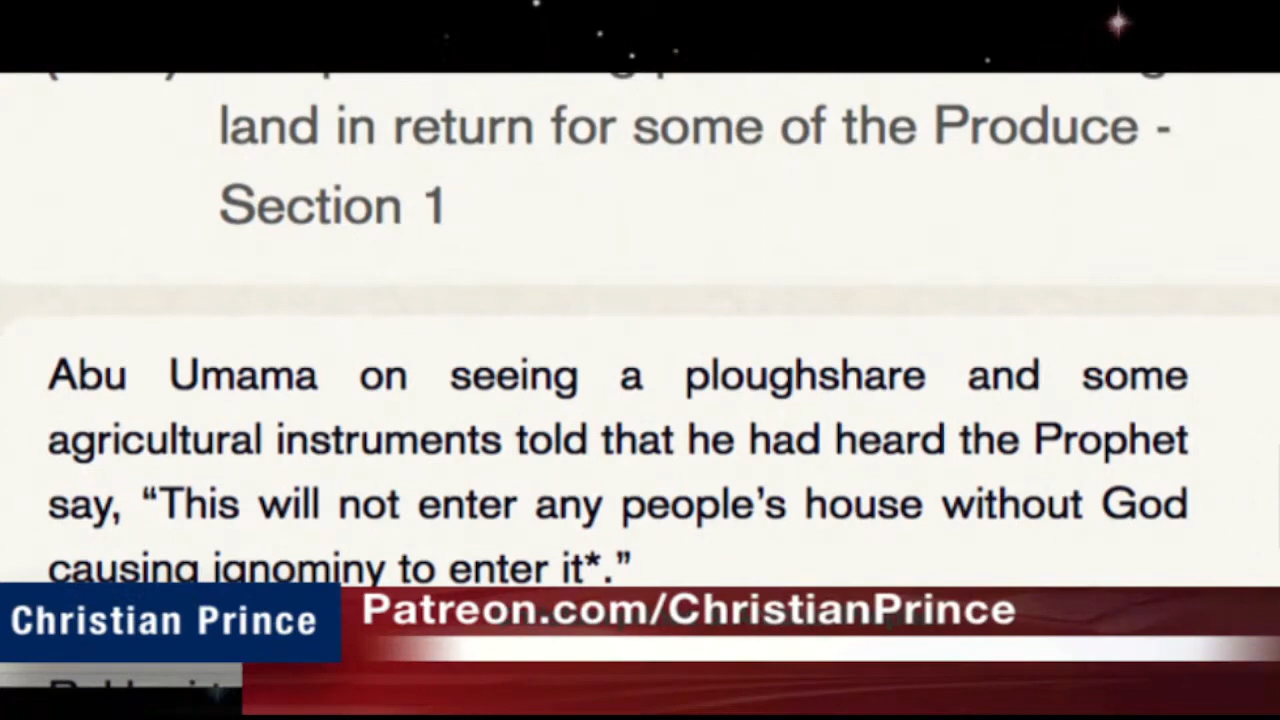 land in return for some of the Produce -
Section 1
Abu Umama on seeing a ploughshare and some
agricultural instruments told that he had heard the Prophet
say, “This will not enter any people’s house without God
causing ignominy to enter it*.”
Christian Prince
Patreon.com/ChristianPrince